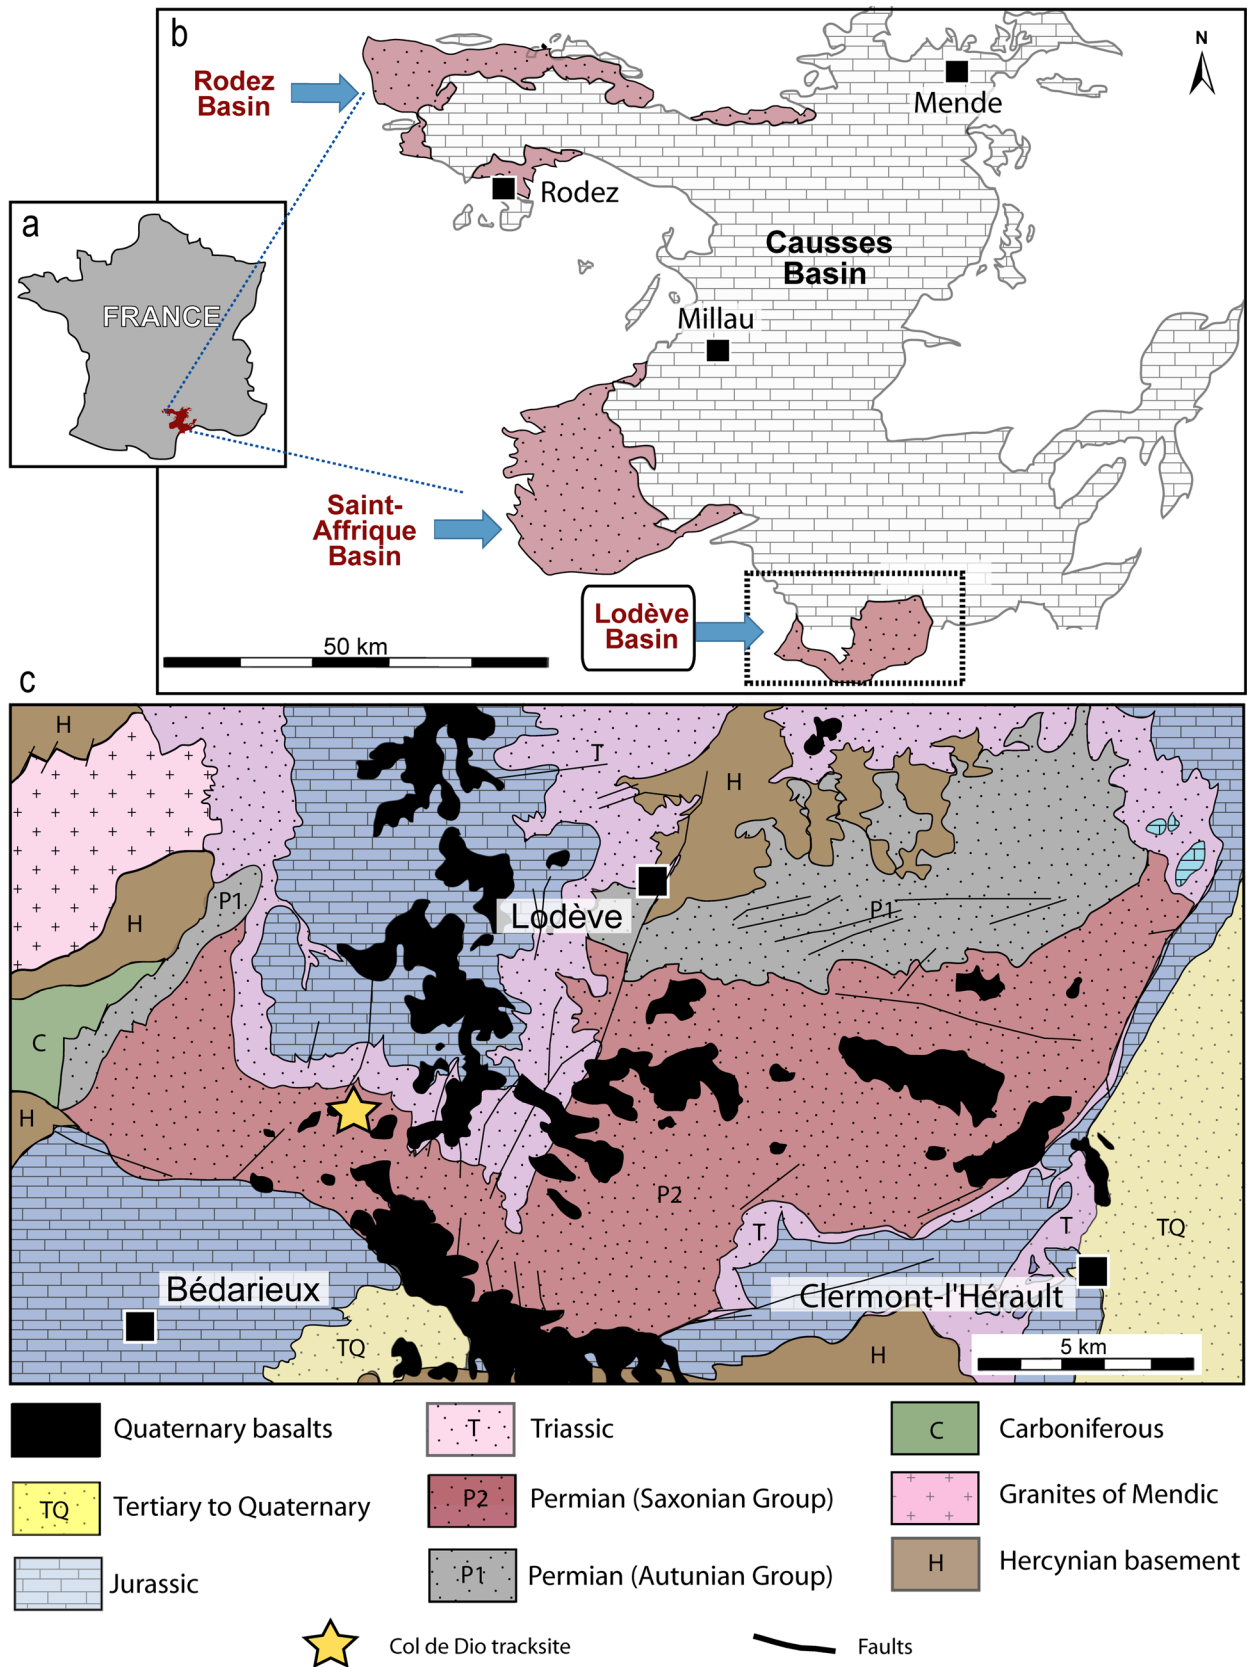 b
N
Rodez
Basin
Mende
Rodez
a
FRANCE
Causses
Basin
Millau
Saint-
Affrique
Basin
Lodève
Basin
50 km
c
H
T
H
P1
H
P1
Lodève
C
H
P2
T
T
TQ
Bédarieux
Clermont-l'Hérault
TQ
H
5 km
Quaternary basalts
T
Triassic
C
Carboniferous
TQ
Tertiary to Quaternary
P2
Permian (Saxonian Group)
Granites of Mendic
Jurassic
P1
Permian (Autunian Group)
H
Hercynian basement
Col de Dio tracksite
Faults